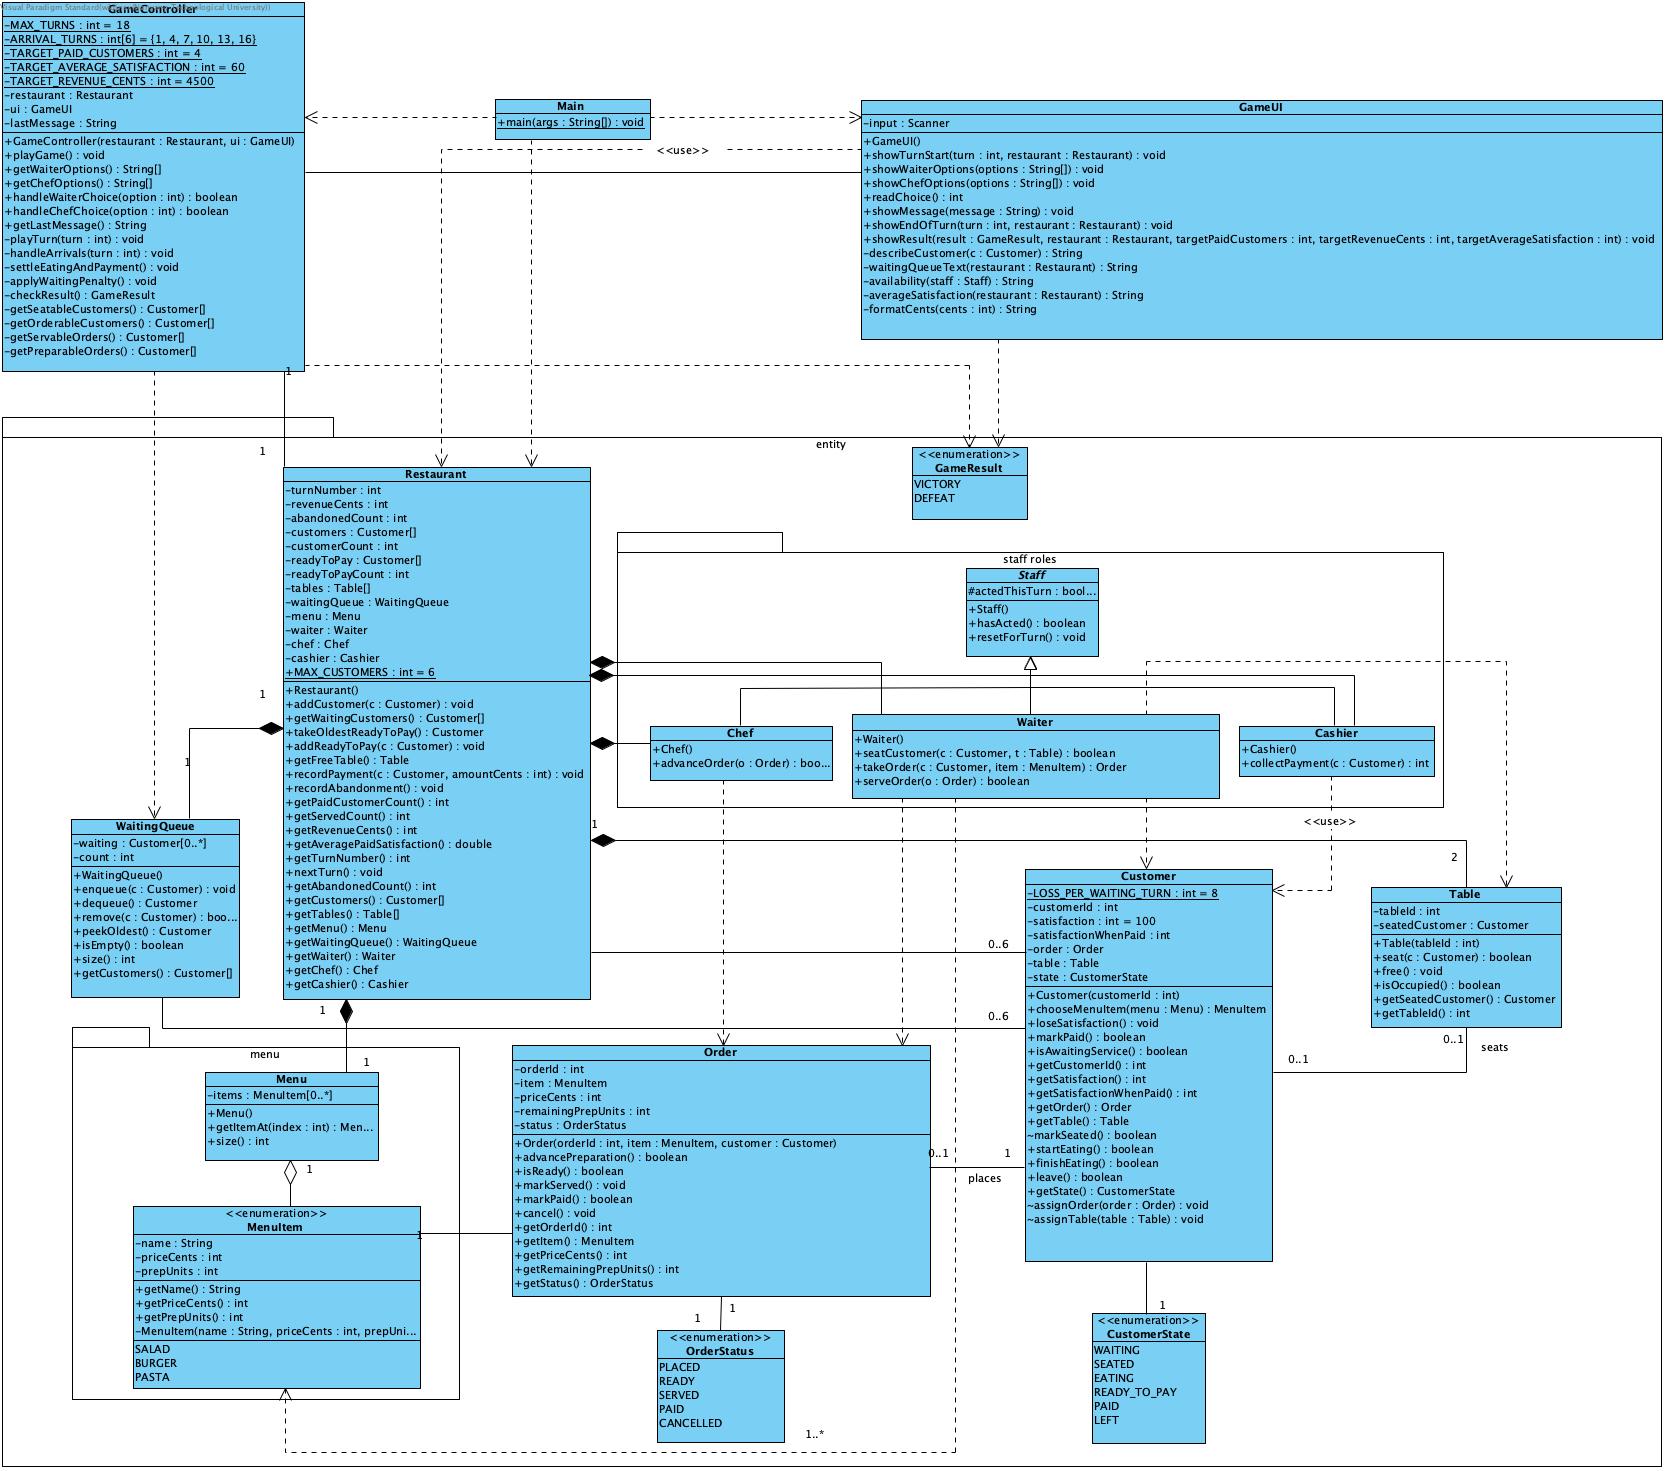 GameController
-MAX_TURNS : int = 18
-ARRIVAL_TURNS : int[6] = {1, 4, 7, 10, 13, 16}
-TARGET_PAID_CUSTOMERS : int = 4
-TARGET_AVERAGE_SATISFACTION : int = 60
-TARGET_REVENUE_CENTS : int = 4500
-restaurant : Restaurant
-ui : GameUI
-lastMessage : String
+GameController(restaurant : Restaurant, ui : GameUI)
+playGame() : void
+getWaiterOptions() : String[]
+getChefOptions() : String[]
+handleWaiterChoice(option : int) : boolean
+handleChefChoice(option : int) : boolean
+getLastMessage() : String
-playTurn(turn : int) : void
-handleArrivals(turn : int) : void
-settleEatingAndPayment() : void
-applyWaitingPenalty() : void
-checkResult() : GameResult
-getSeatableCustomers() : Customer[]
-getOrderableCustomers() : Customer[]
-getServableOrders() : Customer[]
-getPreparableOrders() : Customer[]
Main
+main(args : String[]) : void
<<use>>
GameUI
-input : Scanner
+GameUI()
+showTurnStart(turn : int, restaurant : Restaurant) : void
+showWaiterOptions(options : String[]) : void
+showChefOptions(options : String[]) : void
+readChoice() : int
+showMessage(message : String) : void
+showEndOfTurn(turn : int, restaurant : Restaurant) : void
+showResult(result : GameResult, restaurant : Restaurant, targetPaidCustomers : int, targetRevenueCents : int, targetAverageSatisfaction : int) : void
-describeCustomer(c : Customer) : String
-waitingQueueText(restaurant : Restaurant) : String
-availability(staff : Staff) : String
-averageSatisfaction(restaurant : Restaurant) : String
-formatCents(cents : int) : String
1
1
entity
<<enumeration>>
GameResult
VICTORY
DEFEAT
Restaurant
-turnNumber : int
-revenueCents : int
-abandonedCount : int
-customers : Customer[]
-customerCount : int
-readyToPay : Customer[]
-readyToPayCount : int
-tables : Table[]
-waitingQueue : WaitingQueue
-menu : Menu
-waiter : Waiter
-chef : Chef
-cashier : Cashier
+MAX_CUSTOMERS : int = 6
+Restaurant()
+addCustomer(c : Customer) : void
+getWaitingCustomers() : Customer[]
+takeOldestReadyToPay() : Customer
+addReadyToPay(c : Customer) : void
+getFreeTable() : Table
+recordPayment(c : Customer, amountCents : int) : void
+recordAbandonment() : void
+getPaidCustomerCount() : int
+getServedCount() : int
+getRevenueCents() : int
+getAveragePaidSatisfaction() : double
+getTurnNumber() : int
+nextTurn() : void
+getAbandonedCount() : int
+getCustomers() : Customer[]
+getTables() : Table[]
+getMenu() : Menu
+getWaitingQueue() : WaitingQueue
+getWaiter() : Waiter
+getChef() : Chef
+getCashier() : Cashier
staff roles
Staff
#actedThisTurn : bool...
+Staff()
+hasActed() : boolean
+resetForTurn() : void
Chef
+Chef()
+advanceOrder(o : Order) : boo...
Waiter
+Waiter()
+seatCustomer(c : Customer, t : Table) : boolean
+takeOrder(c : Customer, item : MenuItem) : Order
+serveOrder(o : Order) : boolean
Cashier
+Cashier()
+collectPayment(c : Customer) : int
<<use>>
1
1
1
2
WaitingQueue
-waiting : Customer[0..*]
-count : int
+WaitingQueue()
+enqueue(c : Customer) : void
+dequeue() : Customer
+remove(c : Customer) : boo...
+peekOldest() : Customer
+isEmpty() : boolean
+size() : int
+getCustomers() : Customer[]
Customer
-LOSS_PER_WAITING_TURN : int = 8
-customerId : int
-satisfaction : int = 100
-satisfactionWhenPaid : int
-order : Order
-table : Table
-state : CustomerState
+Customer(customerId : int)
+chooseMenuItem(menu : Menu) : MenuItem
+loseSatisfaction() : void
+markPaid() : boolean
+isAwaitingService() : boolean
+getCustomerId() : int
+getSatisfaction() : int
+getSatisfactionWhenPaid() : int
+getOrder() : Order
+getTable() : Table
~markSeated() : boolean
+startEating() : boolean
+finishEating() : boolean
+leave() : boolean
+getState() : CustomerState
~assignOrder(order : Order) : void
~assignTable(table : Table) : void
Table
-tableId : int
-seatedCustomer : Customer
+Table(tableId : int)
+seat(c : Customer) : boolean
+free() : void
+isOccupied() : boolean
+getSeatedCustomer() : Customer
+getTableId() : int
0..6
0..6
0..1
seats
0..1
1
1
menu
Menu
-items : MenuItem[0..*]
+Menu()
+getItemAt(index : int) : Men...
+size() : int
1
<<enumeration>>
MenuItem
-name : String
-priceCents : int
-prepUnits : int
+getName() : String
+getPriceCents() : int
+getPrepUnits() : int
-MenuItem(name : String, priceCents : int, prepUni...
SALAD
BURGER
PASTA
1
Order
-orderId : int
-item : MenuItem
-priceCents : int
-remainingPrepUnits : int
-status : OrderStatus
+Order(orderId : int, item : MenuItem, customer : Customer)
+advancePreparation() : boolean
+isReady() : boolean
+markServed() : void
+markPaid() : boolean
+cancel() : void
+getOrderId() : int
+getItem() : MenuItem
+getPriceCents() : int
+getRemainingPrepUnits() : int
+getStatus() : OrderStatus
0..1
1
places
1
1
<<enumeration>>
OrderStatus
PLACED
READY
SERVED
PAID
CANCELLED
1..*
1
<<enumeration>>
CustomerState
WAITING
SEATED
EATING
READY_TO_PAY
PAID
LEFT